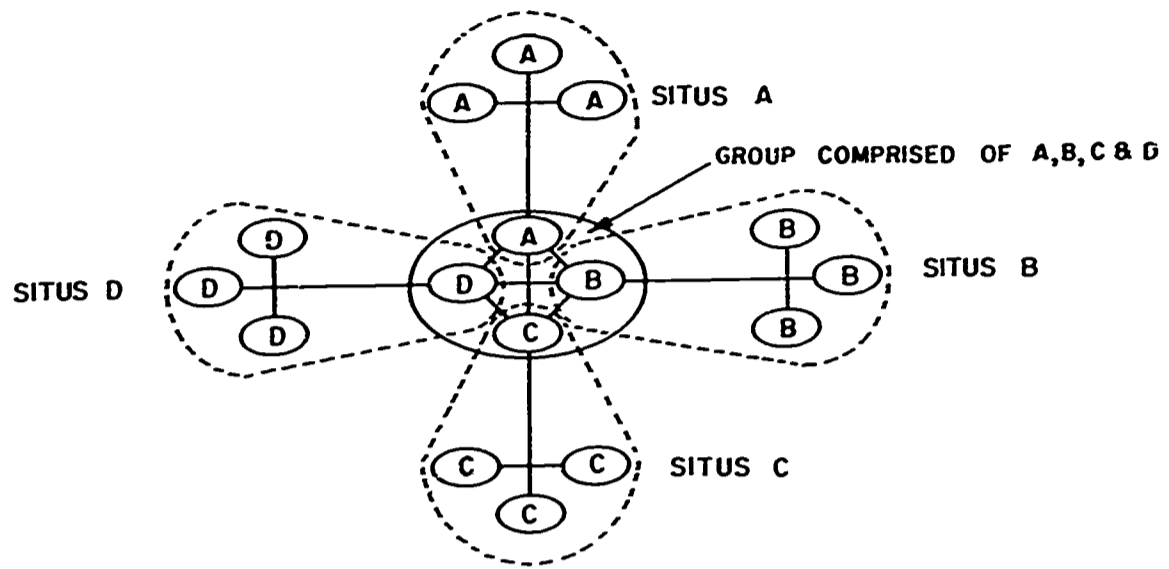 A
A A
SITUS A
GROUP COMPRISED OF A,B,C & D
A
D B
C
D
D
D
SITUS D
B
B
B
SITUS B
C C
C
SITUS C